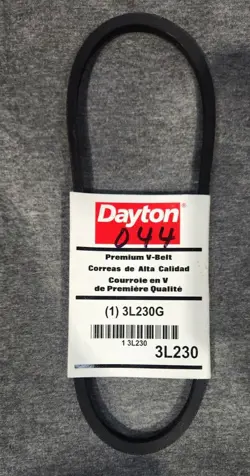 Dayton
044
Premium V-Belt
Correas de Alta Calidad
Courroie en V
de Première Qualité
(1) 3L230G
1 3L230
3L230